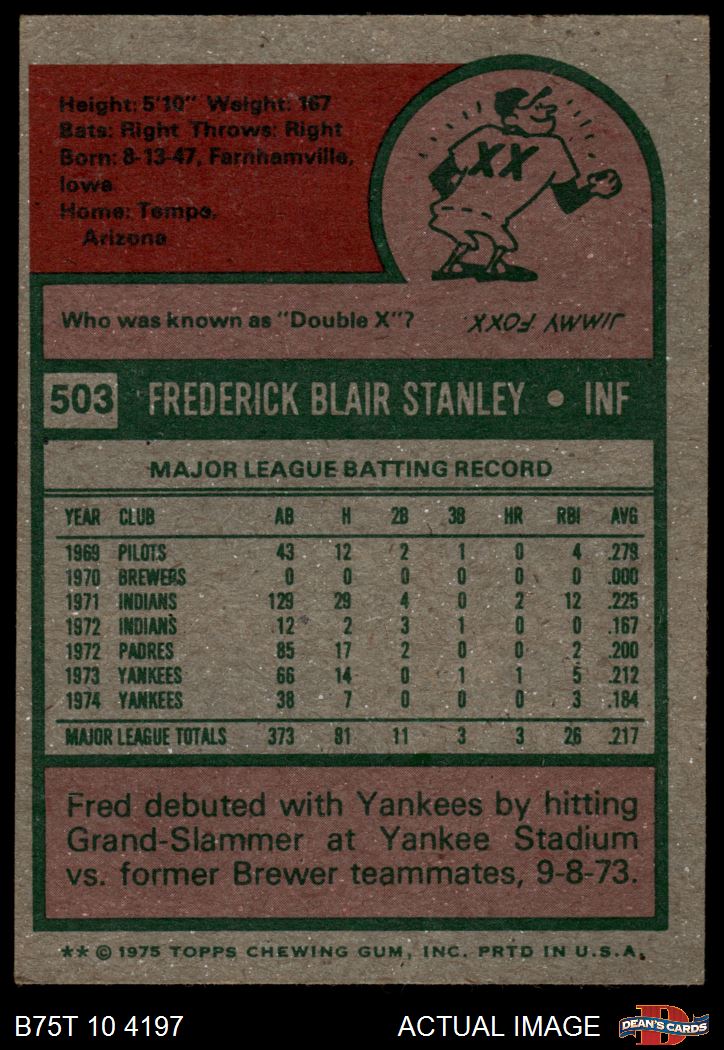 Height: 5'10" Weight: 167
Bats: Right Throws: Right
Born: 8-13-47, Farnhamville,
Iowa
Home: Tempe,
Arizona
XX
Who was known as "Double X"?
JIMMY FOXX
503 FREDERICK BLAIR STANLEY • INF
MAJOR LEAGUE BATTING RECORD
YEAR CLUB AB H 2B 3B HR RBI AVG
1969 PILOTS 43 12 2 1 0 4 .279
1970 BREWERS 0 0 0 0 0 0 .000
1971 INDIANS 129 29 4 0 2 12 .225
1972 INDIANS 12 2 3 1 0 0 .167
1972 PADRES 85 17 2 0 0 2 .200
1973 YANKEES 66 14 0 1 1 5 .212
1974 YANKEES 38 7 0 0 0 3 .184
MAJOR LEAGUE TOTALS 373 81 11 3 3 26 .217
Fred debuted with Yankees by hitting
Grand-Slammer at Yankee Stadium
vs. former Brewer teammates, 9-8-73.
** © 1975 TOPPS CHEWING GUM, INC. PRTD IN U.S.A.
B75T 10 4197 ACTUAL IMAGE
D
DEAN'S CARDS